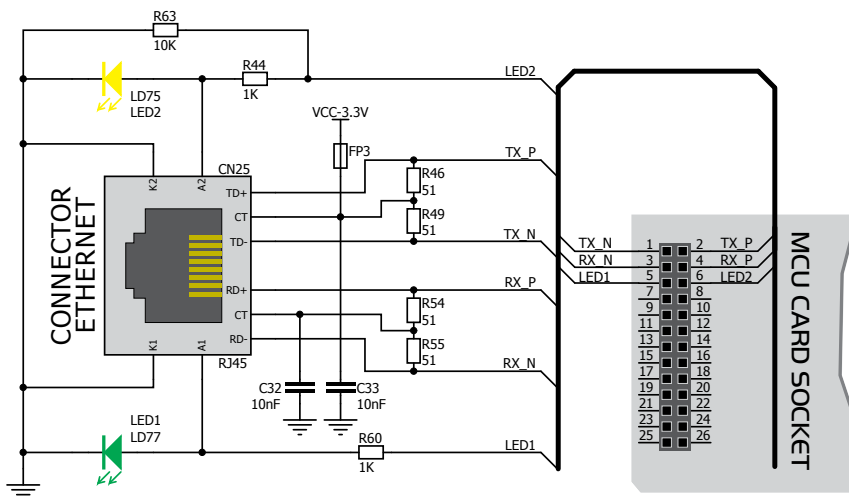 R63
10K
R44
1K
LED2
LD75
LED2
VCC-3.3V
FP3
TX_P
CN25
K2
A2
TD+
R46
51
CT
R49
51
TD-
TX_N
CONNECTOR
ETHERNET
RD+
RX_P
CT
R54
51
RD-
R55
51
RX_N
K1
A1
RJ45
C32
10nF
C33
10nF
LED1
LD77
R60
1K
LED1
TX_N 1 2 TX_P
RX_N 3 4 RX_P
LED1 5 6 LED2
7 8
9 10
11 12
13 14
15 16
17 18
19 20
21 22
23 24
25 26
MCU CARD SOCKET